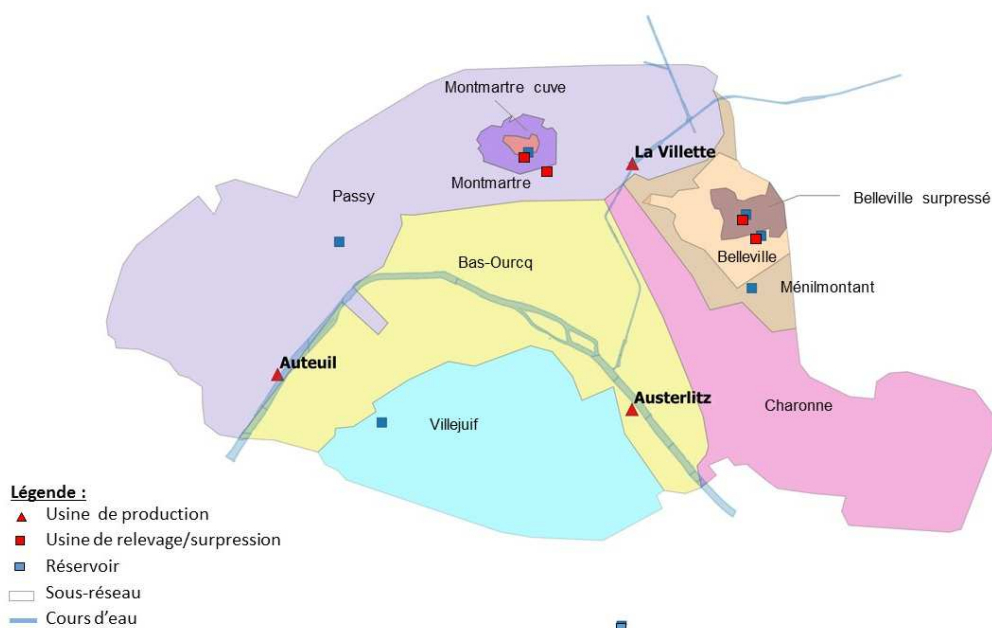 Montmartre cuve
La Villette
Montmartre
Passy
Belleville surpressé
Belleville
Bas-Ourcq
Ménilmontant
Auteuil
Austerlitz
Charonne
Villejuif
Légende :
Usine de production
Usine de relevage/surpression
Réservoir
Sous-réseau
Cours d'eau